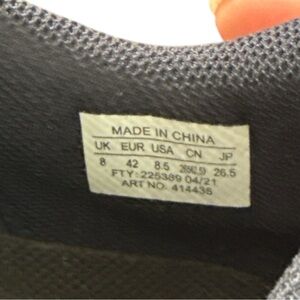 MADE IN CHINA
UK EUR USA CN JP
8 42 8.5 265(2.5) 26.5
FTY: 225389 04/21
ART NO. 414435